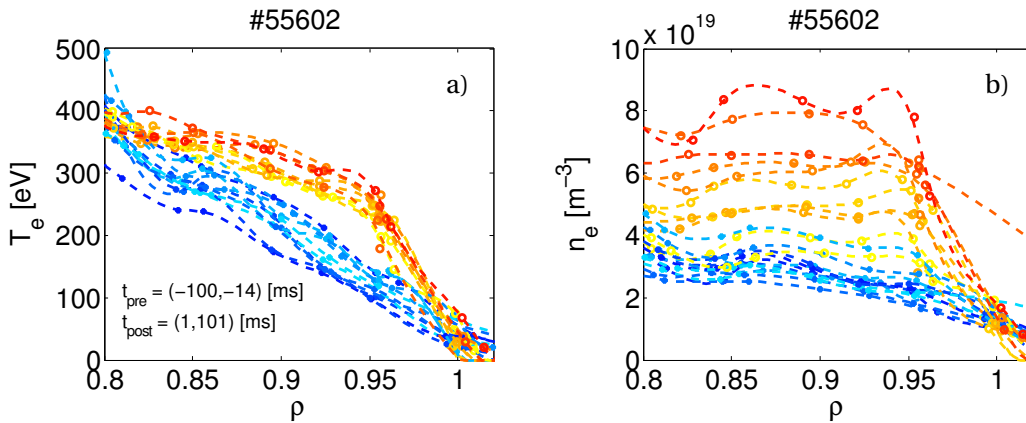 #55602
500
400
300
200
100
0
T_e [eV]
a)
t_pre = (−100,−14) [ms]
t_post = (1,101) [ms]
0.8 0.85 0.9 0.95 1
ρ
#55602
10 x 10^19
8
6
4
2
0
n_e [m^−3]
b)
0.8 0.85 0.9 0.95 1
ρ